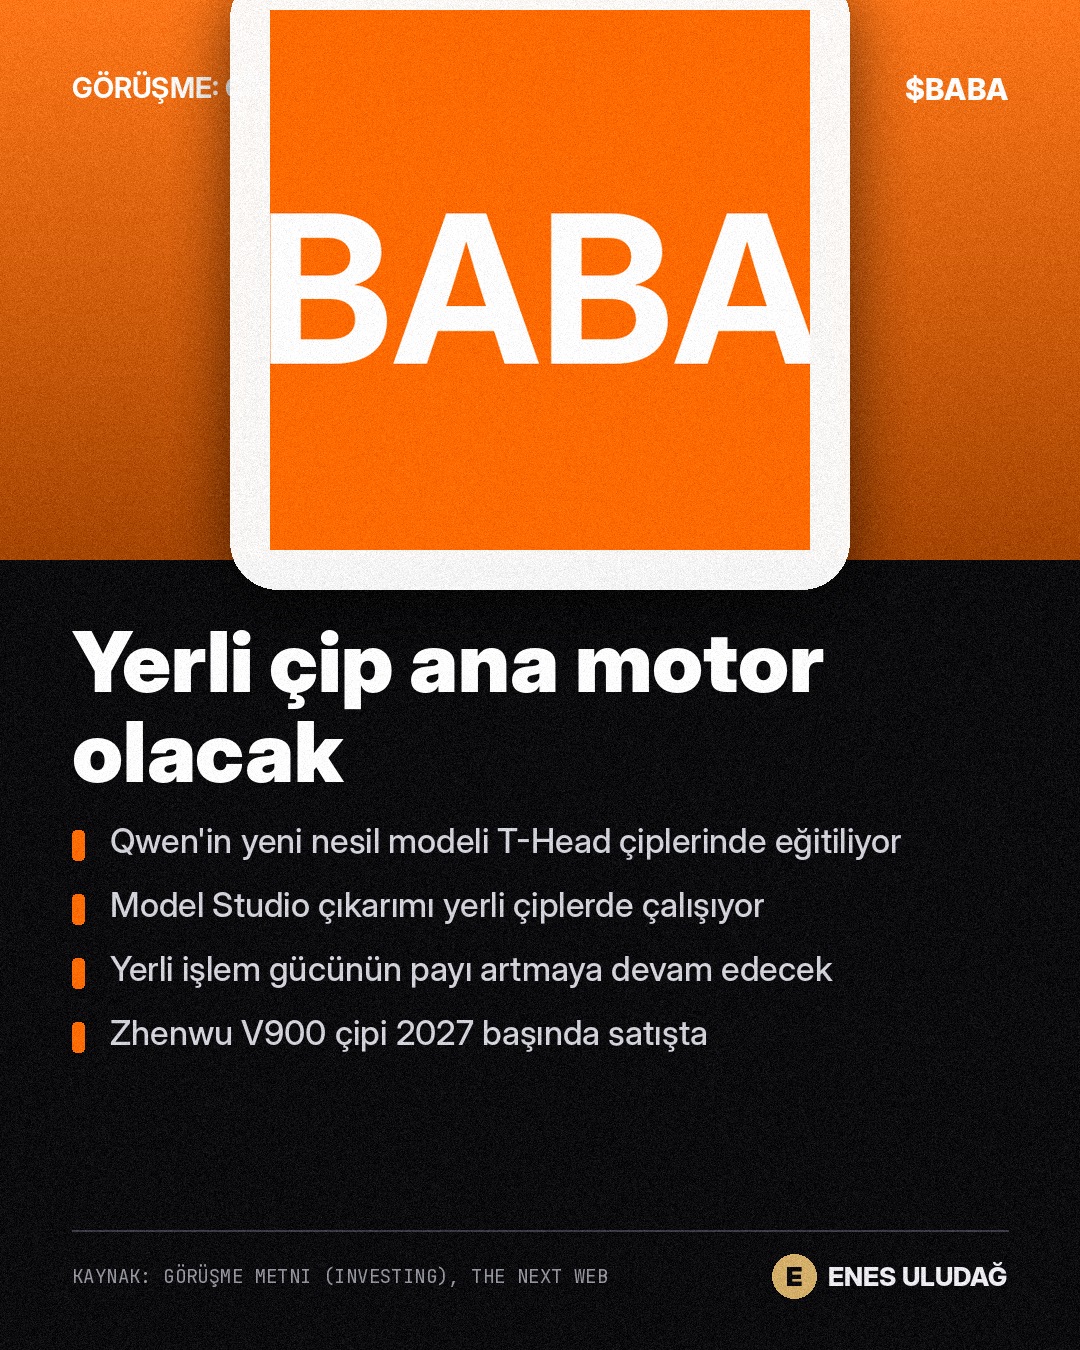 GÖRÜŞME:
$BABA
BABA
Yerli çip ana motor
olacak
Qwen'in yeni nesil modeli T-Head çiplerinde eğitiliyor
Model Studio çıkarımı yerli çiplerde çalışıyor
Yerli işlem gücünün payı artmaya devam edecek
Zhenwu V900 çipi 2027 başında satışta
KAYNAK: GÖRÜŞME METNI (INVESTING), THE NEXT WEB
E ENES ULUDAĞ